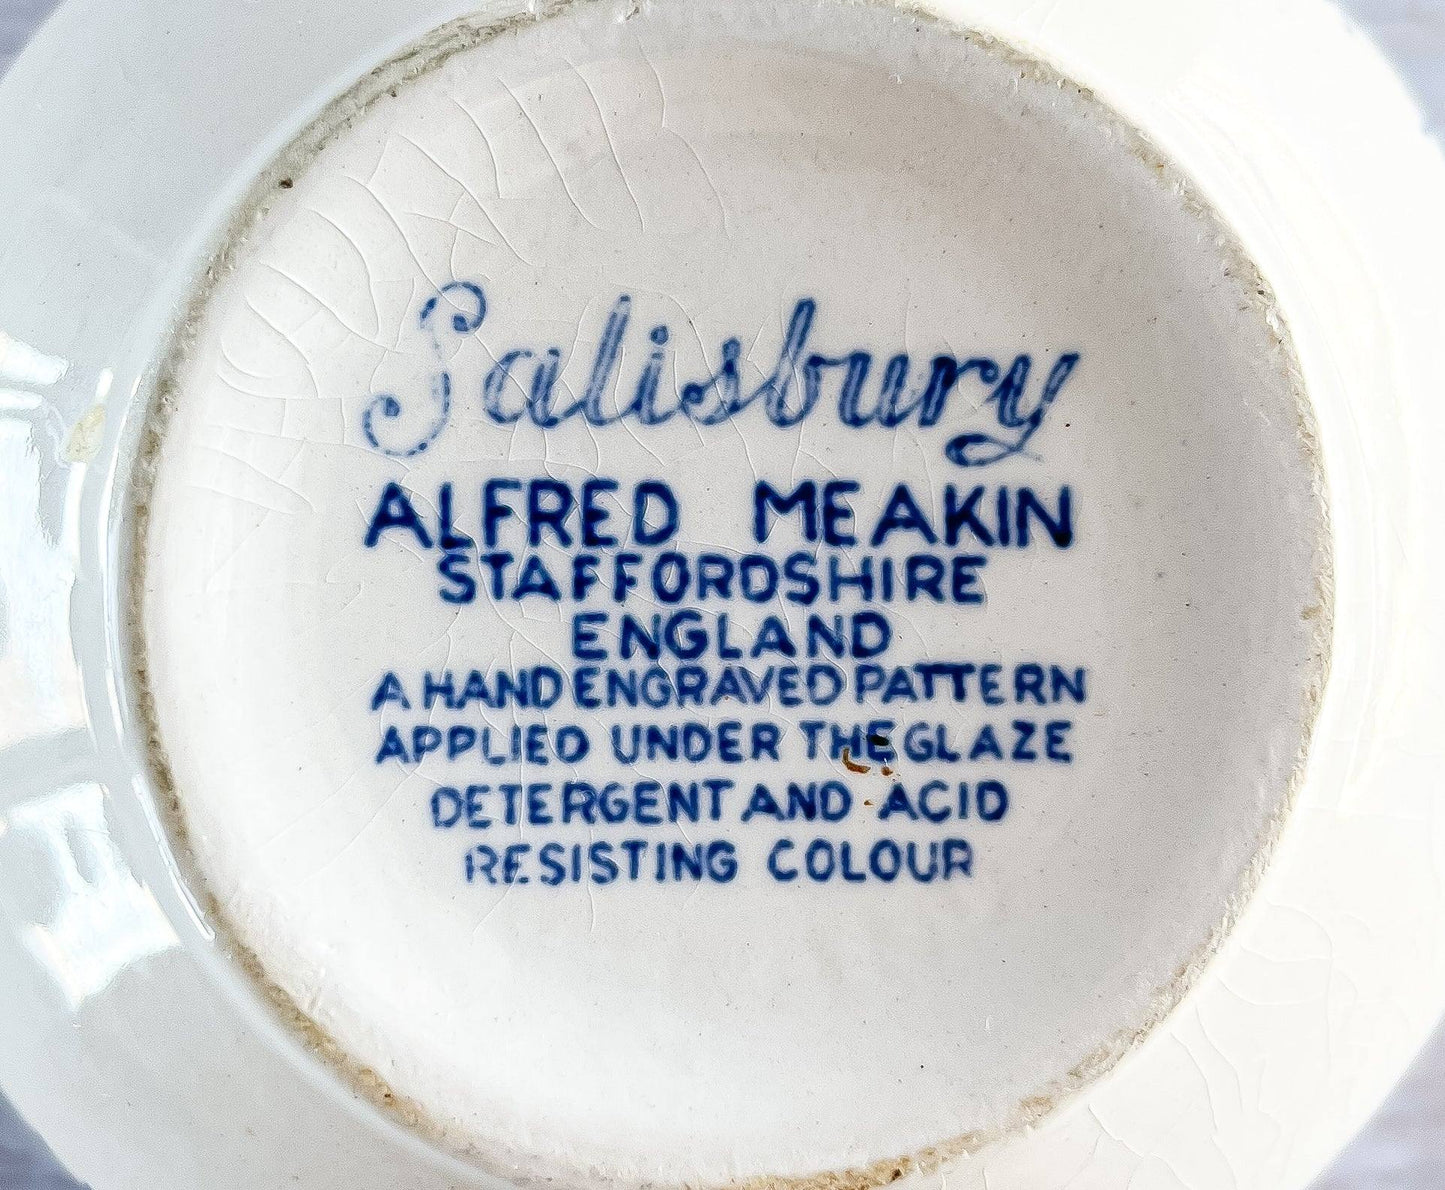 Salisbury
ALFRED MEAKIN
STAFFORDSHIRE
ENGLAND
A HAND ENGRAVED PATTERN
APPLIED UNDER THE GLAZE
DETERGENT AND ACID
RESISTING COLOUR